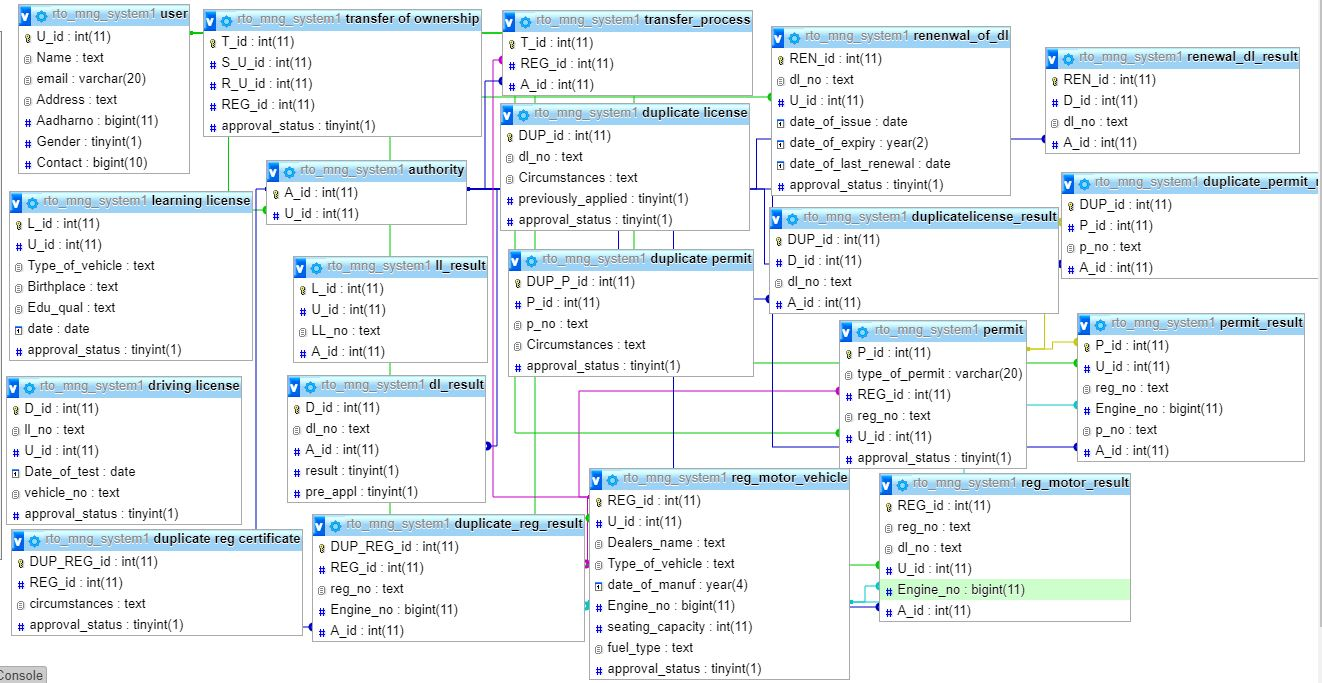 rto_mng_system1 user
U_id : int(11)
Name : text
email : varchar(20)
Address : text
Aadharno : bigint(11)
Gender : tinyint(1)
Contact : bigint(10)
rto_mng_system1 transfer of ownership
T_id : int(11)
S_U_id : int(11)
R_U_id : int(11)
REG_id : int(11)
approval_status : tinyint(1)
rto_mng_system1 transfer_process
T_id : int(11)
REG_id : int(11)
A_id : int(11)
rto_mng_system1 renenwal_of_dl
REN_id : int(11)
dl_no : text
U_id : int(11)
date_of_issue : date
date_of_expiry : year(2)
date_of_last_renewal : date
approval_status : tinyint(1)
rto_mng_system1 renewal_dl_result
REN_id : int(11)
D_id : int(11)
dl_no : text
A_id : int(11)
rto_mng_system1 duplicate license
DUP_id : int(11)
dl_no : text
Circumstances : text
previously_applied : tinyint(1)
approval_status : tinyint(1)
rto_mng_system1 authority
A_id : int(11)
U_id : int(11)
rto_mng_system1 duplicate_permit_r
DUP_id : int(11)
P_id : int(11)
p_no : text
A_id : int(11)
rto_mng_system1 learning license
L_id : int(11)
U_id : int(11)
Type_of_vehicle : text
Birthplace : text
Edu_qual : text
date : date
approval_status : tinyint(1)
rto_mng_system1 duplicatelicense_result
DUP_id : int(11)
D_id : int(11)
dl_no : text
A_id : int(11)
rto_mng_system1 ll_result
L_id : int(11)
U_id : int(11)
LL_no : text
A_id : int(11)
rto_mng_system1 duplicate permit
DUP_P_id : int(11)
P_id : int(11)
p_no : text
Circumstances : text
approval_status : tinyint(1)
rto_mng_system1 permit
P_id : int(11)
type_of_permit : varchar(20)
REG_id : int(11)
reg_no : text
U_id : int(11)
approval_status : tinyint(1)
rto_mng_system1 permit_result
P_id : int(11)
U_id : int(11)
reg_no : text
Engine_no : bigint(11)
p_no : text
A_id : int(11)
rto_mng_system1 driving license
D_id : int(11)
ll_no : text
U_id : int(11)
Date_of_test : date
vehicle_no : text
approval_status : tinyint(1)
rto_mng_system1 dl_result
D_id : int(11)
dl_no : text
A_id : int(11)
result : tinyint(1)
pre_appl : tinyint(1)
rto_mng_system1 reg_motor_vehicle
REG_id : int(11)
U_id : int(11)
Dealers_name : text
Type_of_vehicle : text
date_of_manuf : year(4)
Engine_no : bigint(11)
seating_capacity : int(11)
fuel_type : text
approval_status : tinyint(1)
rto_mng_system1 reg_motor_result
REG_id : int(11)
reg_no : text
dl_no : text
U_id : int(11)
Engine_no : bigint(11)
A_id : int(11)
rto_mng_system1 duplicate reg certificate
DUP_REG_id : int(11)
REG_id : int(11)
circumstances : text
approval_status : tinyint(1)
rto_mng_system1 duplicate_reg_result
DUP_REG_id : int(11)
REG_id : int(11)
reg_no : text
Engine_no : bigint(11)
A_id : int(11)
Console